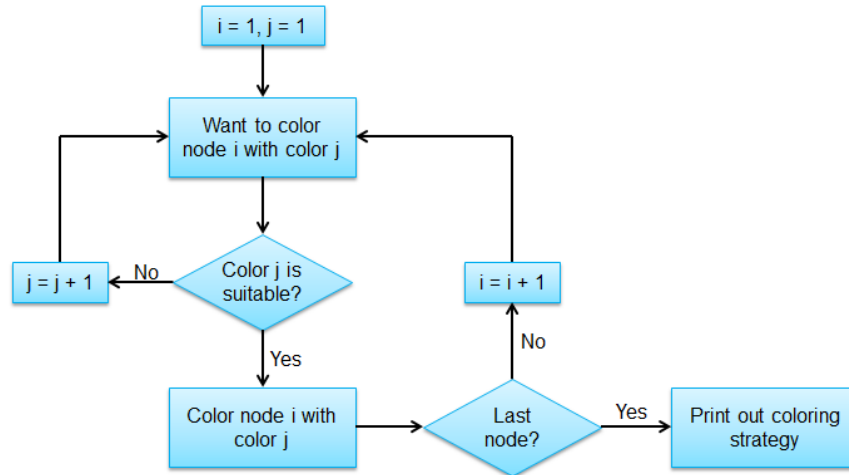 i = 1, j = 1
Want to color
node i with color j
j = j + 1
No
Color j is
suitable?
i = i + 1
Yes
No
Color node i with
color j
Last
node?
Yes
Print out coloring
strategy